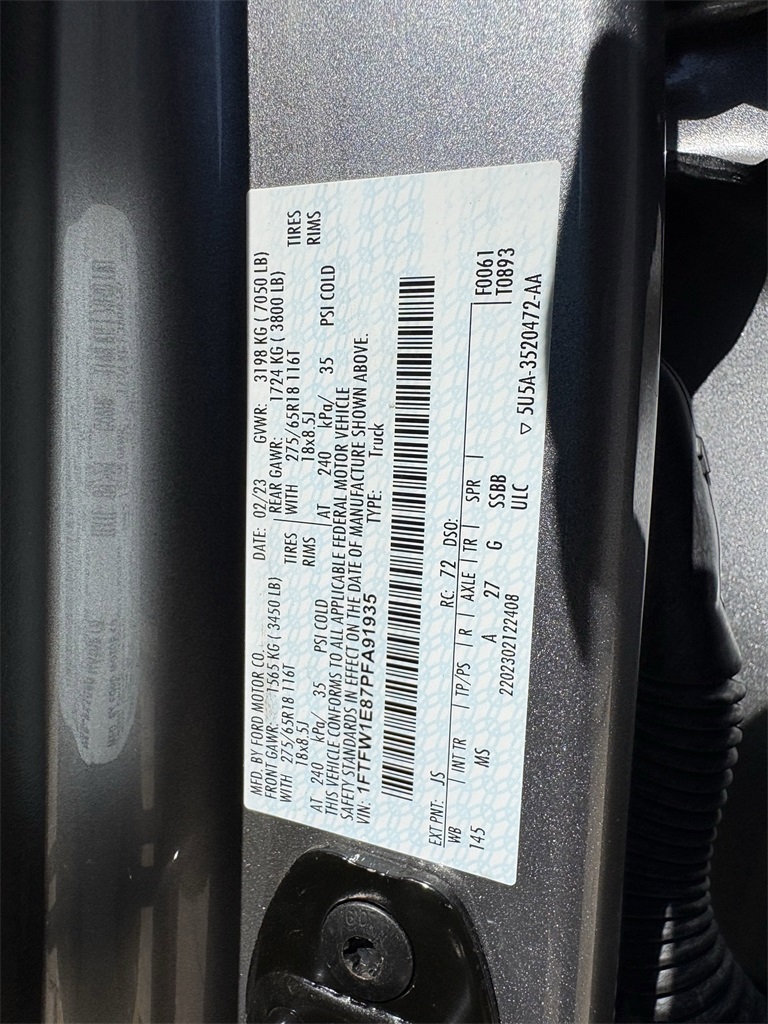 MFD. BY FORD MOTOR CO.
DATE: 02/23 GVWR: 3198 KG ( 7050 LB)
FRONT GAWR: 1565 KG ( 3450 LB) REAR GAWR: 1724 KG ( 3800 LB)
WITH 275/65R18 116T TIRES WITH 275/65R18 116T TIRES
18x8.5J RIMS 18x8.5J RIMS
AT 240 kPa/ 35 PSI COLD AT 240 kPa/ 35 PSI COLD
THIS VEHICLE CONFORMS TO ALL APPLICABLE FEDERAL MOTOR VEHICLE
SAFETY STANDARDS IN EFFECT ON THE DATE OF MANUFACTURE SHOWN ABOVE.
VIN: 1FTFW1E87PFA91935 TYPE: Truck
EXT PNT: JS RC: 72 DSO:
WB INT TR TP/PS R AXLE TR SPR F0061
145 MS A 27 G SSBB T0893
2202302122408 ULC
▽ 5U5A-3520472-AA